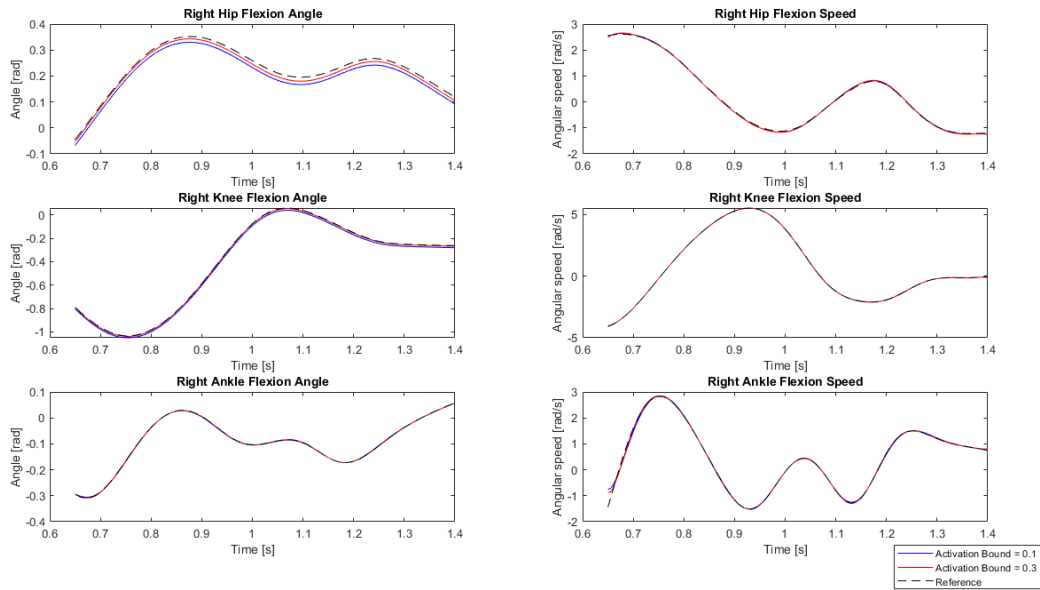 Right Hip Flexion Angle
0.4
0.3
0.2
0.1
0
-0.1
Angle [rad]
0.6 0.7 0.8 0.9 1 1.1 1.2 1.3 1.4
Time [s]
Right Hip Flexion Speed
3
2
1
0
-1
-2
Angular speed [rad/s]
0.6 0.7 0.8 0.9 1 1.1 1.2 1.3 1.4
Time [s]
Right Knee Flexion Angle
0
-0.2
-0.4
-0.6
-0.8
-1
Angle [rad]
0.6 0.7 0.8 0.9 1 1.1 1.2 1.3 1.4
Time [s]
Right Knee Flexion Speed
5
0
-5
Angular speed [rad/s]
0.6 0.7 0.8 0.9 1 1.1 1.2 1.3 1.4
Time [s]
Right Ankle Flexion Angle
0.1
0
-0.1
-0.2
-0.3
-0.4
Angle [rad]
0.6 0.7 0.8 0.9 1 1.1 1.2 1.3 1.4
Time [s]
Right Ankle Flexion Speed
3
2
1
0
-1
-2
Angular speed [rad/s]
0.6 0.7 0.8 0.9 1 1.1 1.2 1.3 1.4
Time [s]
Activation Bound = 0.1
Activation Bound = 0.3
Reference